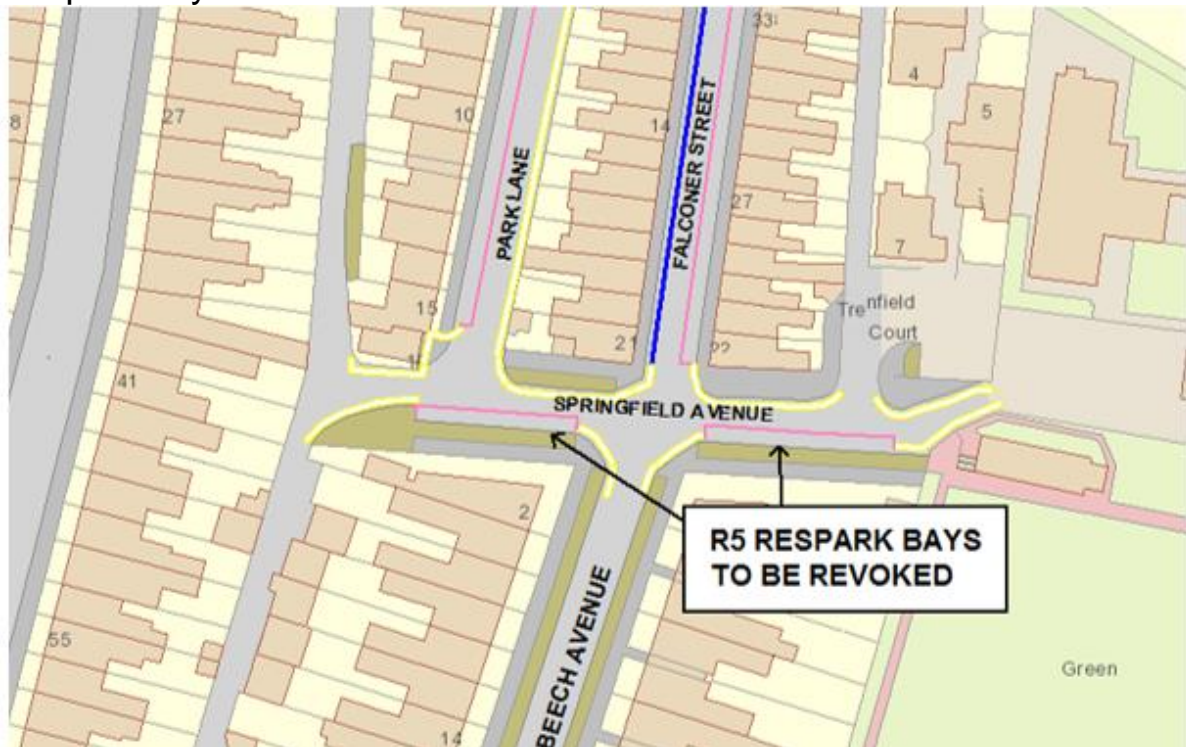 33
4
5
27
10
14
PARK LANE
FALCONER STREET
27
7
15
Trenfield
Court
21
22
41
SPRINGFIELD AVENUE
2
R5 RESPARK BAYS
TO BE REVOKED
BEECH AVENUE
55
Green
14